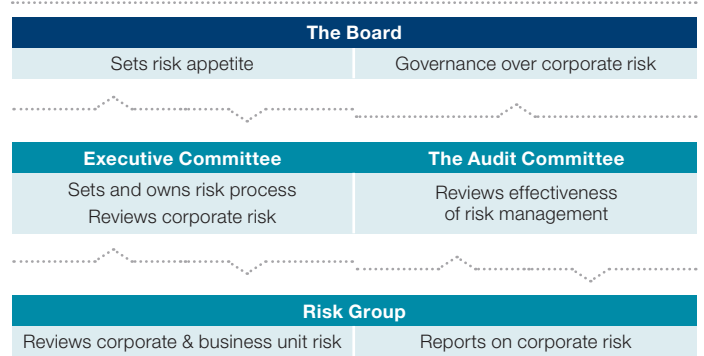 The Board
Sets risk appetite
Governance over corporate risk
Executive Committee
The Audit Committee
Sets and owns risk process
Reviews corporate risk
Reviews effectiveness
of risk management
Risk Group
Reviews corporate & business unit risk
Reports on corporate risk